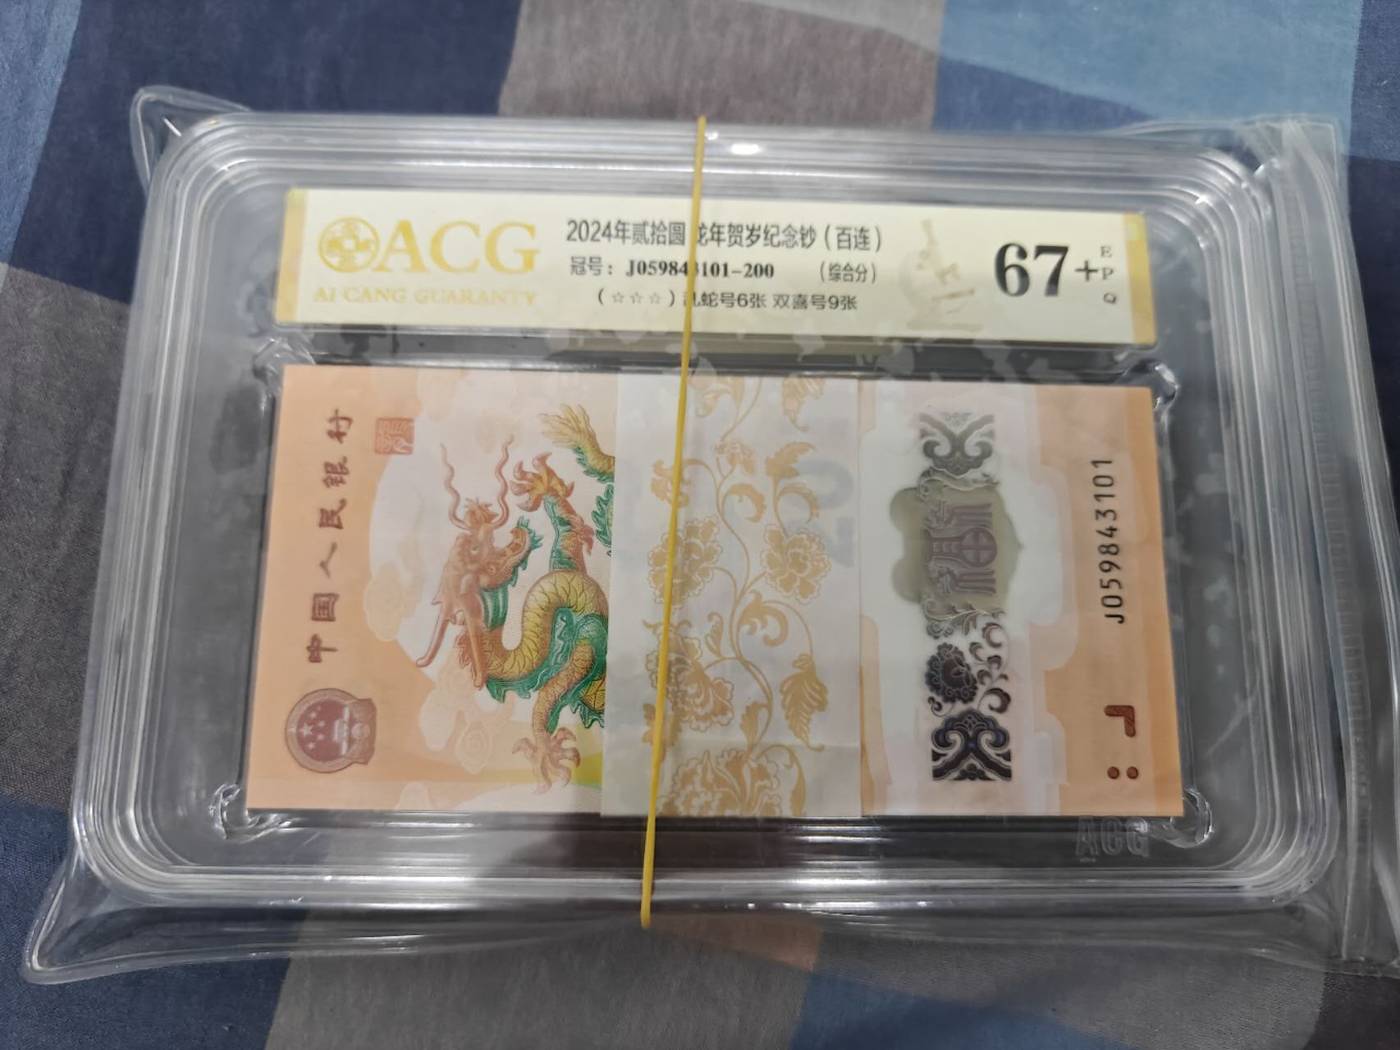 ACG
AI CANG GUARANTY
2024年贰拾圆 蛇年贺岁纪念钞（百连）
冠号：J059843101-200 （综合分）
（☆☆☆）蛇号6张 双喜号9张
67+
EPQ
中国人民银行
J059843101
ACG